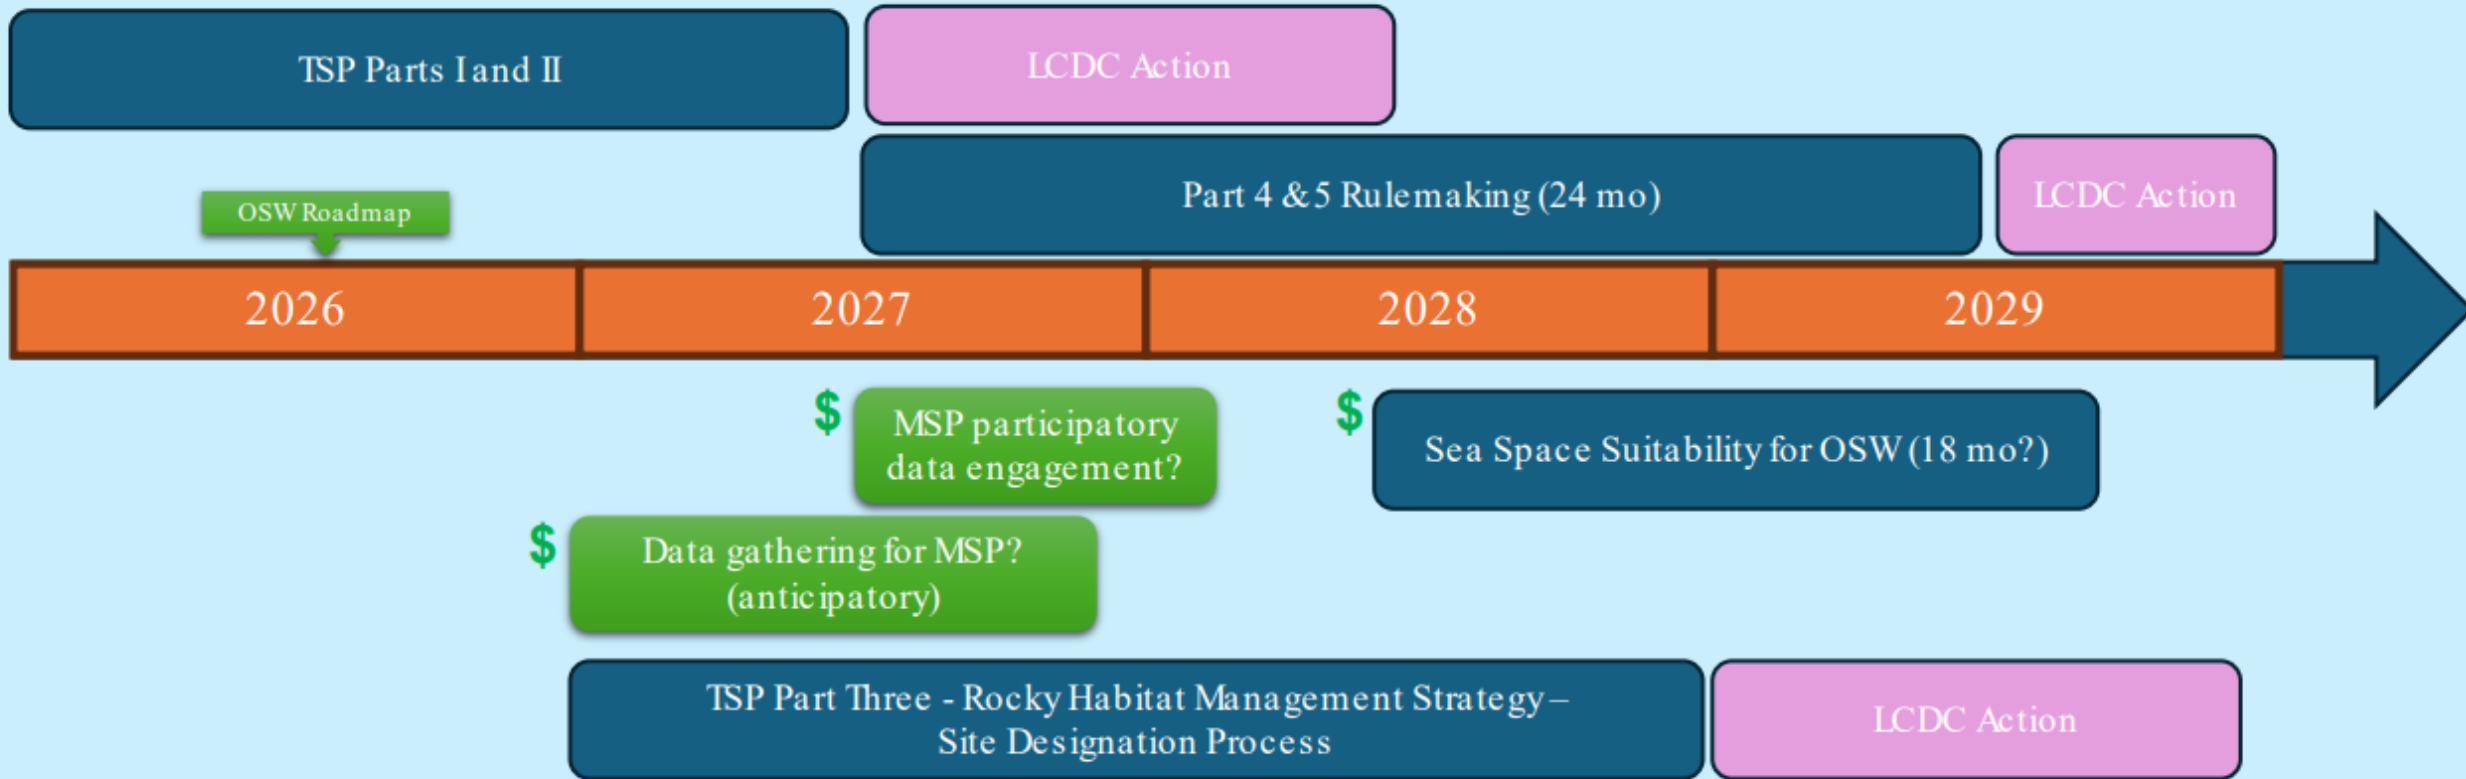 TSP Parts I and II
LCDC Action
Part 4 & 5 Rulemaking (24 mo)
LCDC Action
OSW Roadmap
2026
2027
2028
2029
$
MSP participatory
data engagement?
$
Sea Space Suitability for OSW (18 mo?)
$
Data gathering for MSP?
(anticipatory)
TSP Part Three - Rocky Habitat Management Strategy –
Site Designation Process
LCDC Action